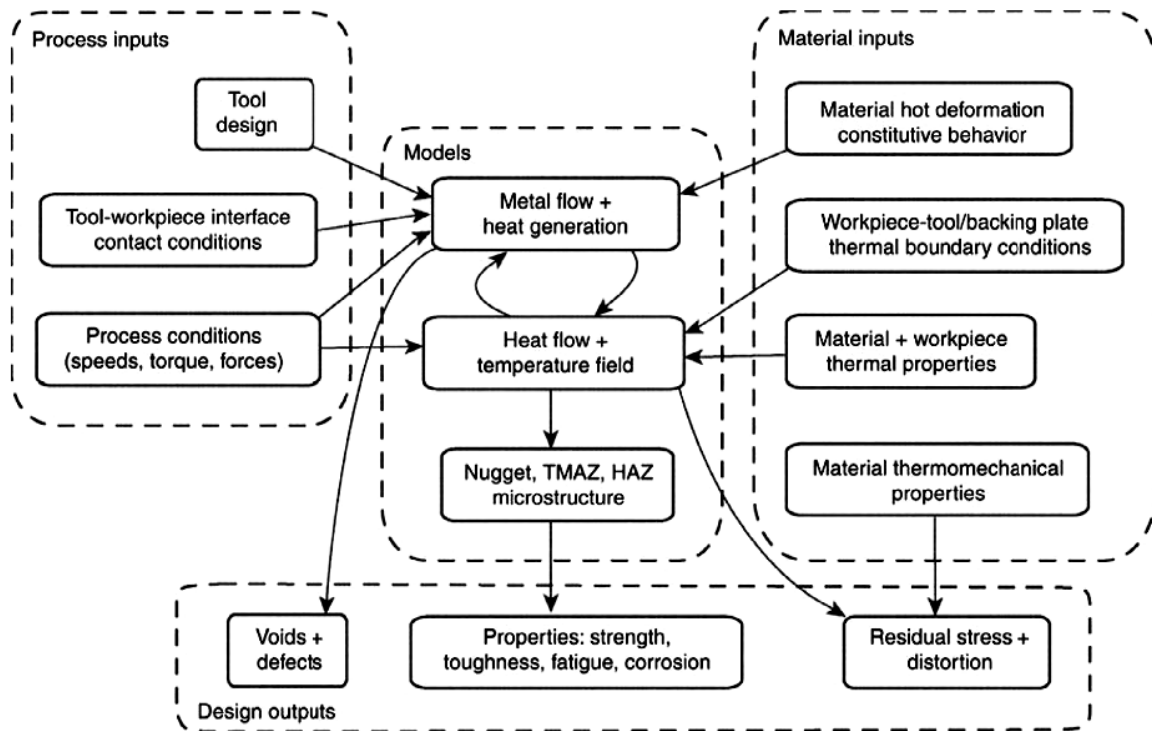 Process inputs
Tool
design
Tool-workpiece interface
contact conditions
Process conditions
(speeds, torque, forces)
Models
Metal flow +
heat generation
Heat flow +
temperature field
Nugget, TMAZ, HAZ
microstructure
Material inputs
Material hot deformation
constitutive behavior
Workpiece-tool/backing plate
thermal boundary conditions
Material + workpiece
thermal properties
Material thermomechanical
properties
Voids +
defects
Properties: strength,
toughness, fatigue, corrosion
Residual stress +
distortion
Design outputs